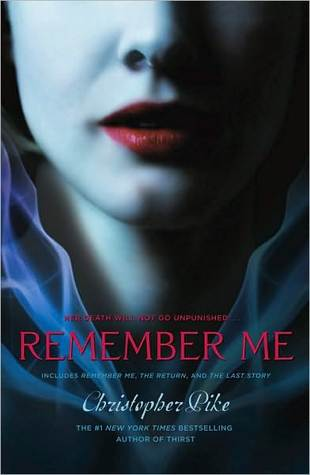 HER DEATH WILL NOT GO UNPUNISHED...
REMEMBER ME
INCLUDES REMEMBER ME, THE RETURN, AND THE LAST STORY
Christopher Pike
THE #1 NEW YORK TIMES BESTSELLING
AUTHOR OF THIRST